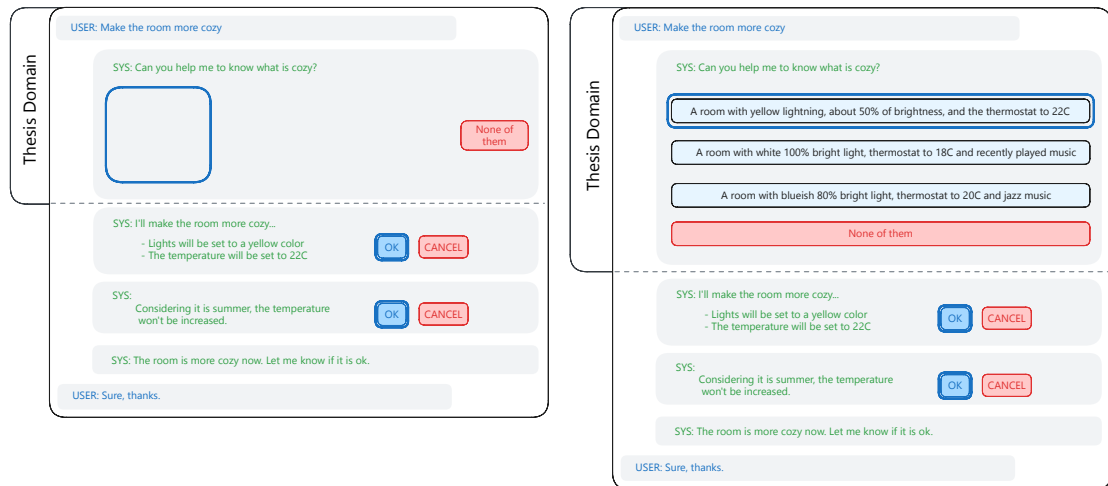 Thesis Domain
USER: Make the room more cozy
SYS: Can you help me to know what is cozy?
None of
them
SYS: I'll make the room more cozy...
- Lights will be set to a yellow color
- The temperature will be set to 22C
OK
CANCEL
SYS:
Considering it is summer, the temperature
won't be increased.
OK
CANCEL
SYS: The room is more cozy now. Let me know if it is ok.
USER: Sure, thanks.
Thesis Domain
USER: Make the room more cozy
SYS: Can you help me to know what is cozy?
A room with yellow lightning, about 50% of brightness, and the thermostat to 22C
A room with white 100% bright light, thermostat to 18C and recently played music
A room with blueish 80% bright light, thermostat to 20C and jazz music
None of them
SYS: I'll make the room more cozy...
- Lights will be set to a yellow color
- The temperature will be set to 22C
OK
CANCEL
SYS:
Considering it is summer, the temperature
won't be increased.
OK
CANCEL
SYS: The room is more cozy now. Let me know if it is ok.
USER: Sure, thanks.